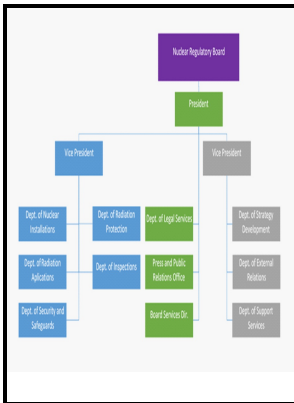 Nuclear Regulatory Board
President
Vice President
Vice President
Dept. of Nuclear
Installations
Dept. of Radiation
Protection
Dept. of Legal Services
Dept. of Strategy
Development
Dept. of Radiation
Aplications
Dept. of Inspections
Press and Public
Relations Office
Dept. of External
Relations
Dept. of Security and
Safeguards
Board Services Dir.
Dept. of Support
Services